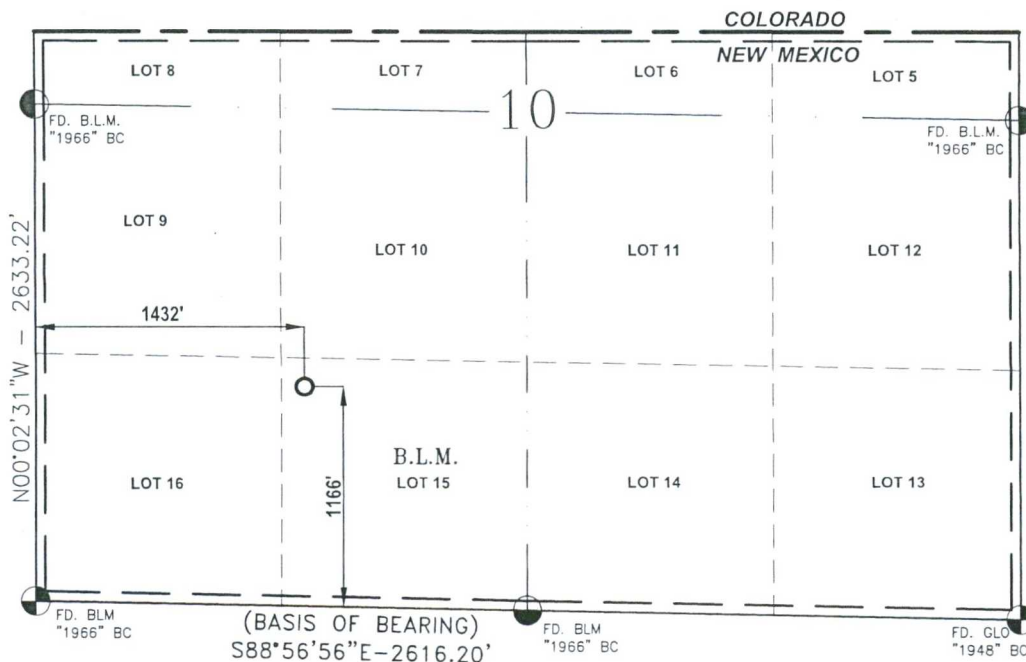 COLORADO
NEW MEXICO
LOT 8
LOT 7
LOT 6
LOT 5
10
FD. B.L.M.
"1966" BC
FD. B.L.M.
"1966" BC
LOT 9
LOT 10
LOT 11
LOT 12
N00°02'31"W - 2633.22'
1432'
B.L.M.
LOT 16
1166'
LOT 15
LOT 14
LOT 13
FD. BLM
"1966" BC
(BASIS OF BEARING)
S88°56'56"E-2616.20'
FD. BLM
"1966" BC
FD. GLO
"1948" BC